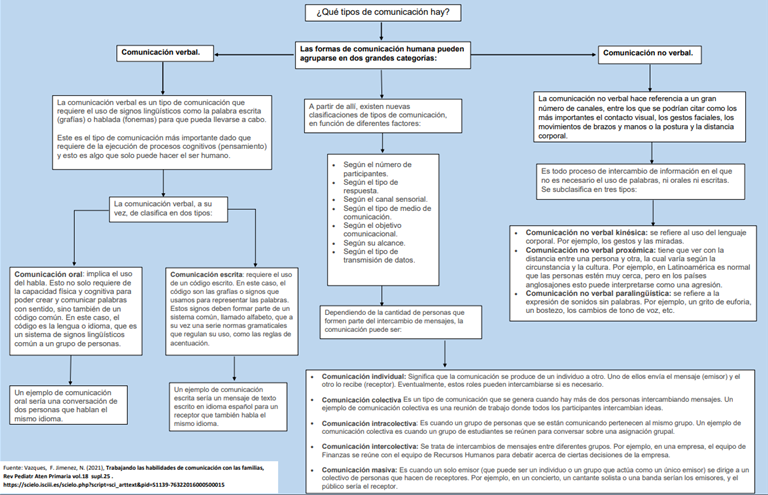 ¿Qué tipos de comunicación hay?
Comunicación verbal.
Las formas de comunicación humana pueden
agruparse en dos grandes categorías:
Comunicación no verbal.
La comunicación verbal es un tipo de comunicación que
requiere el uso de signos lingüísticos como la palabra escrita
(grafías) o hablada (fonemas) para que pueda llevarse a cabo.
Este es el tipo de comunicación más importante dado que
requiere de la ejecución de procesos cognitivos (pensamiento)
y esto es algo que solo puede hacer el ser humano.
La comunicación verbal, a su
vez, de clasifica en dos tipos:
Comunicación oral: implica el uso
del habla. Esto no solo requiere de
la capacidad física y cognitiva para
poder crear y comunicar palabras
con sentido, sino también de un
código común. En este caso, el
código es la lengua o idioma, que es
un sistema de signos lingüísticos
común a un grupo de personas.
Un ejemplo de comunicación
oral sería una conversación de
dos personas que hablan el
mismo idioma.
Comunicación escrita: requiere el uso
de un código escrito. En este caso, el
código son las grafías o signos que
usamos para representar las palabras.
Estos signos deben formar parte de un
sistema común, llamado alfabeto, que a
su vez una serie normas gramaticales
que regulan su uso, como las reglas de
acentuación.
Un ejemplo de comunicación
escrita sería un mensaje de texto
escrito en idioma español para un
receptor que también habla el
mismo idioma.
A partir de allí, existen nuevas
clasificaciones de tipos de comunicación,
en función de diferentes factores:
• Según el número de
participantes.
• Según el tipo de
respuesta.
• Según el canal sensorial.
• Según el tipo de medio de
comunicación.
• Según el objetivo
comunicacional.
• Según su alcance.
• Según el tipo de
transmisión de datos.
Dependiendo de la cantidad de personas que
formen parte del intercambio de mensajes, la
comunicación puede ser:
• Comunicación individual: Significa que la comunicación se produce de un individuo a otro. Uno de ellos envía el mensaje (emisor) y el
otro lo recibe (receptor). Eventualmente, estos roles pueden intercambiarse si es necesario.
• Comunicación colectiva Es un tipo de comunicación que se genera cuando hay más de dos personas intercambiando mensajes. Un
ejemplo de comunicación colectiva es una reunión de trabajo donde todos los participantes intercambian ideas.
• Comunicación intracolectiva: Es cuando un grupo de personas que se están comunicando pertenecen al mismo grupo. Un ejemplo de
comunicación colectiva es cuando un grupo de estudiantes se reúnen para conversar sobre una asignación grupal.
• Comunicación intercolectiva: Se trata de intercambios de mensajes entre diferentes grupos. Por ejemplo, en una empresa, el equipo de
Finanzas se reúne con el equipo de Recursos Humanos para debatir acerca de ciertas decisiones de la empresa.
• Comunicación masiva: Es cuando un solo emisor (que puede ser un individuo o un grupo que actúa como un único emisor) se dirige a un
colectivo de personas que hacen de receptores. Por ejemplo, en un concierto, un cantante solista o una banda serían los emisores, y el
público sería el receptor.
La comunicación no verbal hace referencia a un gran
número de canales, entre los que se podrían citar como los
más importantes el contacto visual, los gestos faciales, los
movimientos de brazos y manos o la postura y la distancia
corporal.
Es todo proceso de intercambio de información en el que
no es necesario el uso de palabras, ni orales ni escritas.
Se subclasifica en tres tipos:
• Comunicación no verbal kinésica: se refiere al uso del lenguaje
corporal. Por ejemplo, los gestos y las miradas.
• Comunicación no verbal proxémica: tiene que ver con la
distancia entre una persona y otra, la cual varía según la
circunstancia y la cultura. Por ejemplo, en Latinoamérica es normal
que las personas estén muy cerca, pero en los países
anglosajones esto puede interpretarse como una agresión.
• Comunicación no verbal paralingüística: se refiere a la
expresión de sonidos sin palabras. Por ejemplo, un grito de euforia,
un bostezo, los cambios de tono de voz, etc.
Fuente: Vazques, F. Jimenez, N. (2021), Trabajando las habilidades de comunicación con las familias,
Rev Pediatr Aten Primaria vol.18 supl.25 .
https://scielo.isciii.es/scielo.php?script=sci_arttext&pid=S1139-76322016000500015